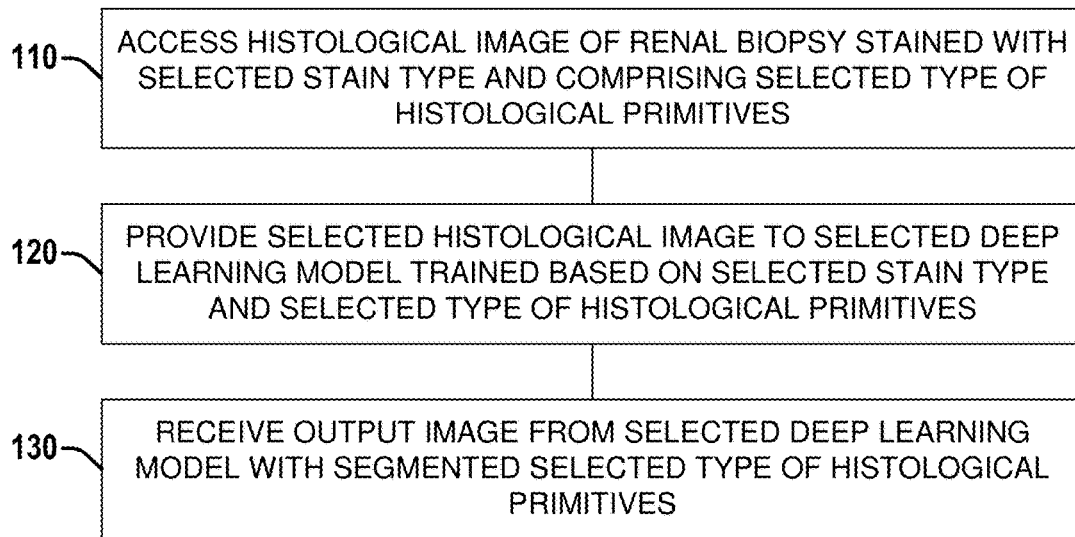 110
ACCESS HISTOLOGICAL IMAGE OF RENAL BIOPSY STAINED WITH
SELECTED STAIN TYPE AND COMPRISING SELECTED TYPE OF
HISTOLOGICAL PRIMITIVES
120
PROVIDE SELECTED HISTOLOGICAL IMAGE TO SELECTED DEEP
LEARNING MODEL TRAINED BASED ON SELECTED STAIN TYPE
AND SELECTED TYPE OF HISTOLOGICAL PRIMITIVES
130
RECEIVE OUTPUT IMAGE FROM SELECTED DEEP LEARNING
MODEL WITH SEGMENTED SELECTED TYPE OF HISTOLOGICAL
PRIMITIVES